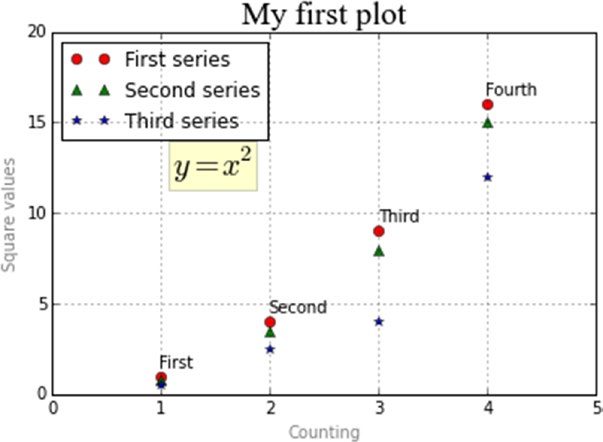 My first plot
20
First series
Second series
Third series
Fourth
15
y=x²
10
Third
5
Second
First
0
0 1 2 3 4 5
Square values
Counting